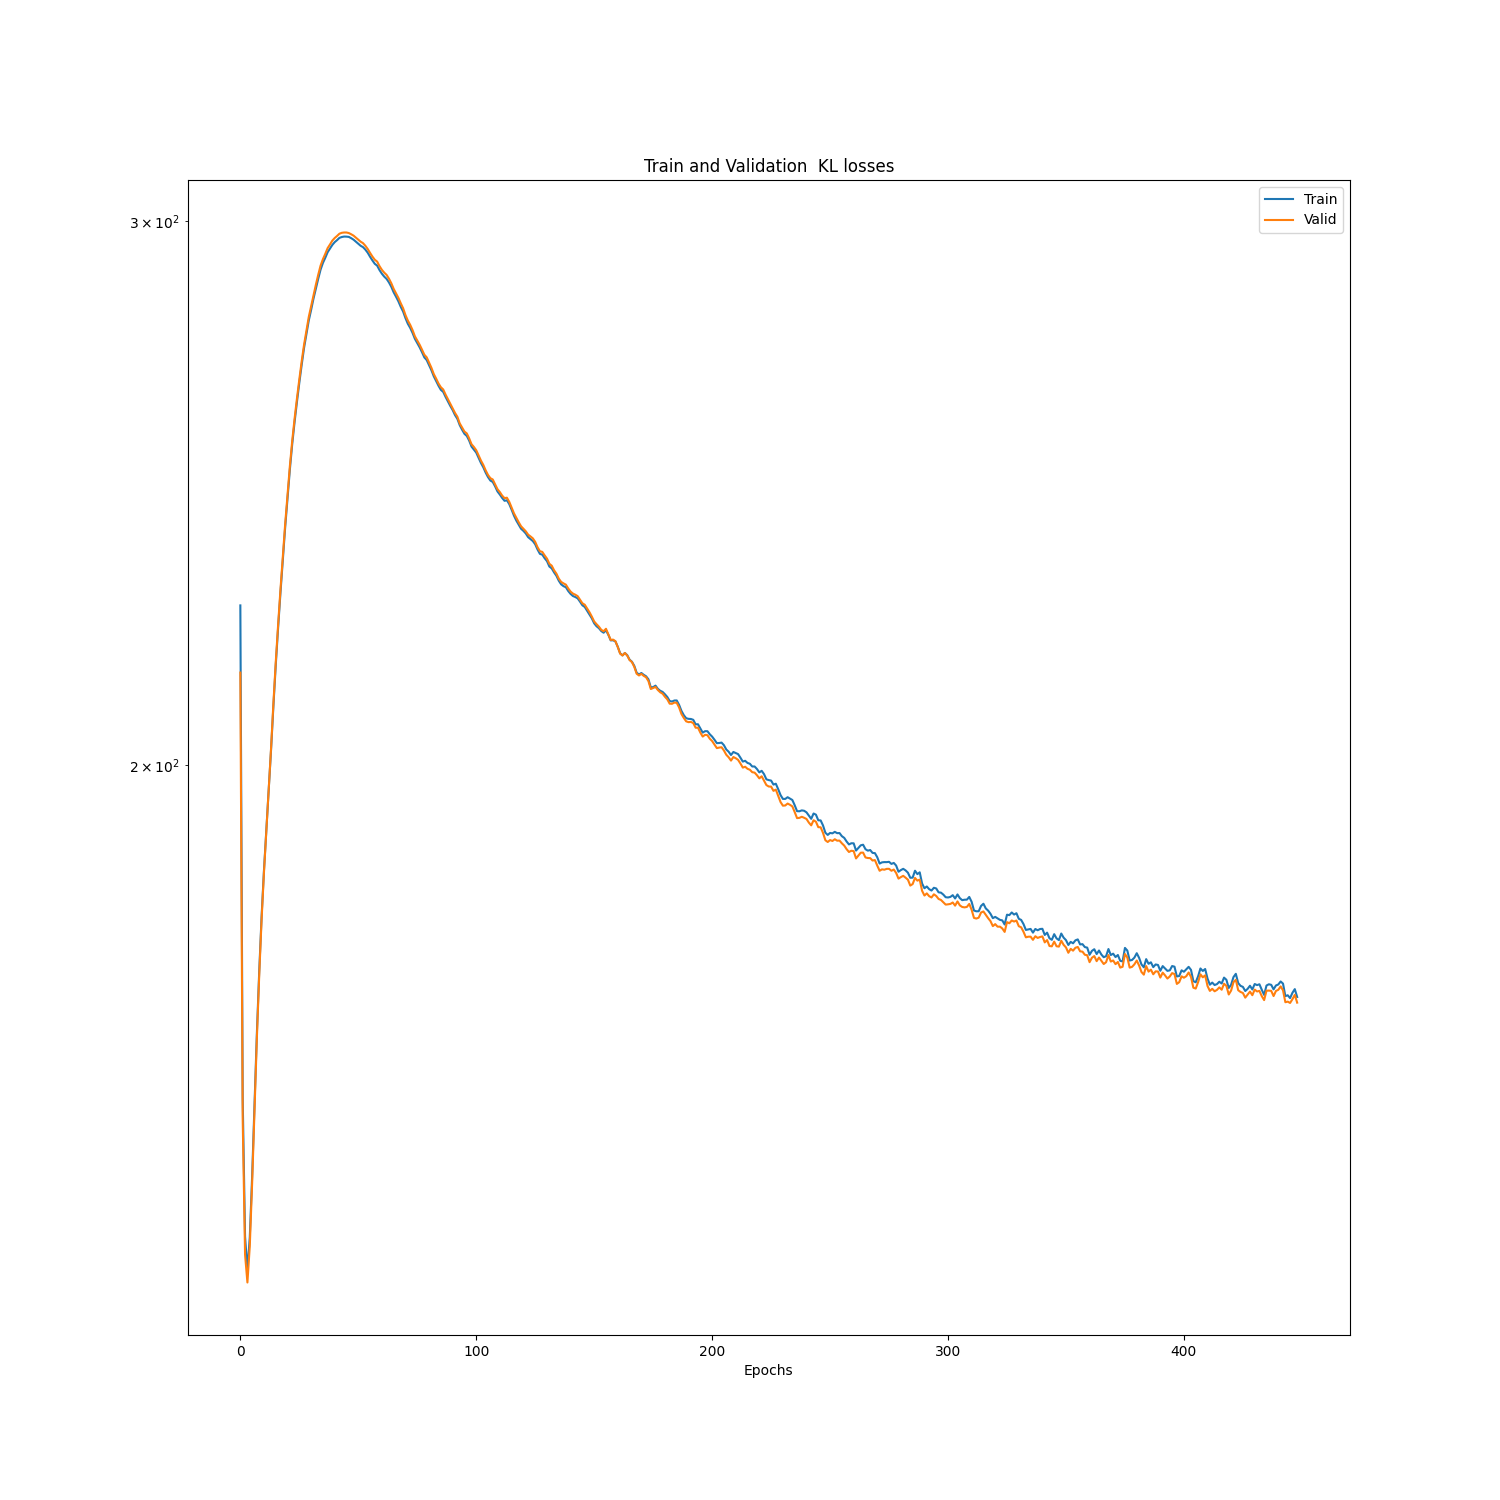 Train and Validation  KL losses
Train
Valid
3 × 10²
2 × 10²
0 100 200 300 400
Epochs